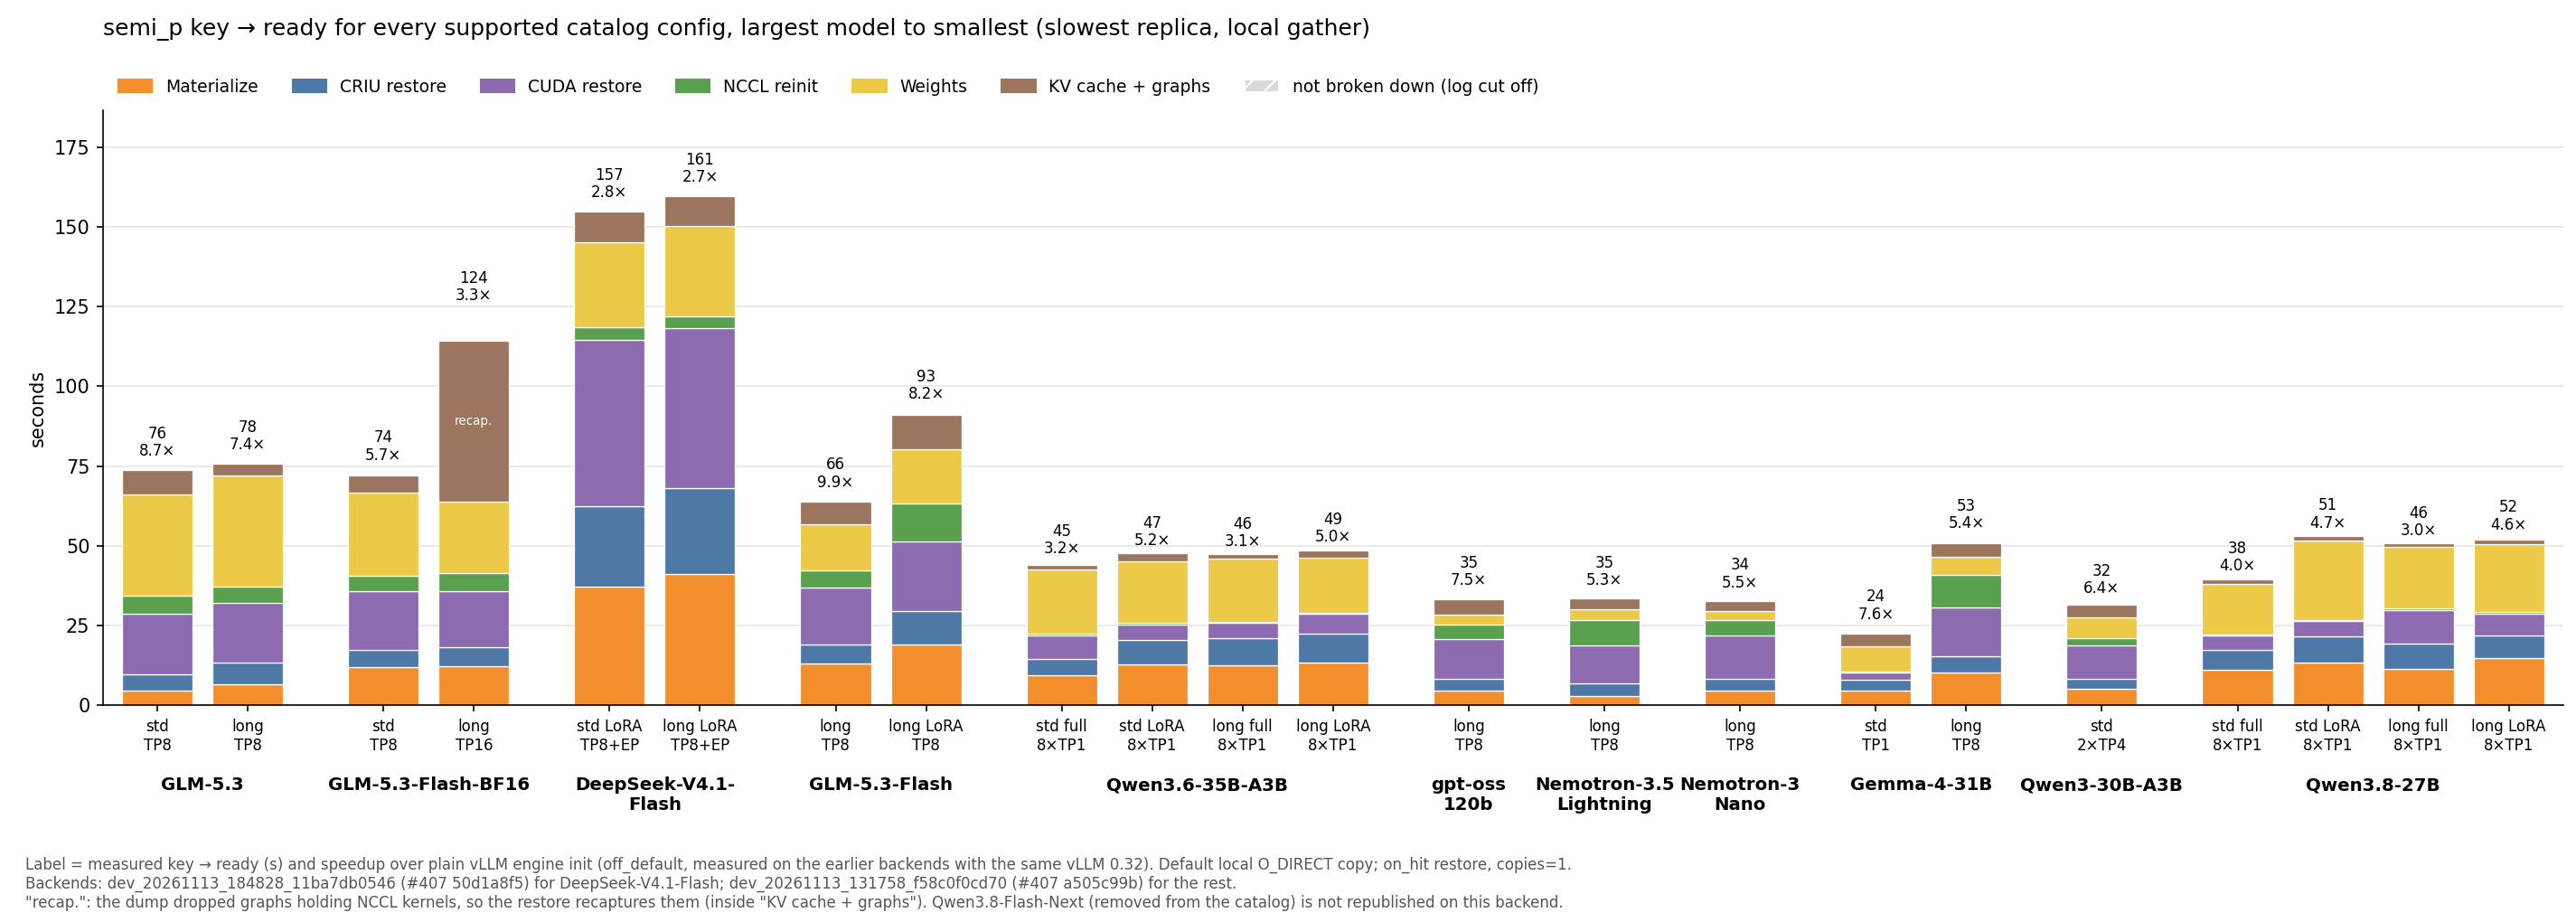 semi_p key → ready for every supported catalog config, largest model to smallest (slowest replica, local gather)
Materialize CRIU restore CUDA restore NCCL reinit Weights KV cache + graphs not broken down (log cut off)
seconds
175
150
125
100
75
50
25
0
76
8.7×
78
7.4×
74
5.7×
124
3.3×
recap.
157
2.8×
161
2.7×
66
9.9×
93
8.2×
45
3.2×
47
5.2×
46
3.1×
49
5.0×
35
7.5×
35
5.3×
34
5.5×
24
7.6×
53
5.4×
32
6.4×
38
4.0×
51
4.7×
46
3.0×
52
4.6×
std
TP8
long
TP8
std
TP8
long
TP16
std LoRA
TP8+EP
long LoRA
TP8+EP
long
TP8
long LoRA
TP8
std full
8×TP1
std LoRA
8×TP1
long full
8×TP1
long LoRA
8×TP1
long
TP8
long
TP8
long
TP8
std
TP1
long
TP8
std
2×TP4
std full
8×TP1
std LoRA
8×TP1
long full
8×TP1
long LoRA
8×TP1
GLM-5.3
GLM-5.3-Flash-BF16
DeepSeek-V4.1-
Flash
GLM-5.3-Flash
Qwen3.6-35B-A3B
gpt-oss
120b
Nemotron-3.5
Lightning
Nemotron-3
Nano
Gemma-4-31B
Qwen3-30B-A3B
Qwen3.8-27B
Label = measured key → ready (s) and speedup over plain vLLM engine init (off_default, measured on the earlier backends with the same vLLM 0.32). Default local O_DIRECT copy; on_hit restore, copies=1.
Backends: dev_20261113_184828_11ba7db0546 (#407 50d1a8f5) for DeepSeek-V4.1-Flash; dev_20261113_131758_f58c0f0cd70 (#407 a505c99b) for the rest.
"recap.": the dump dropped graphs holding NCCL kernels, so the restore recaptures them (inside "KV cache + graphs"). Qwen3.8-Flash-Next (removed from the catalog) is not republished on this backend.